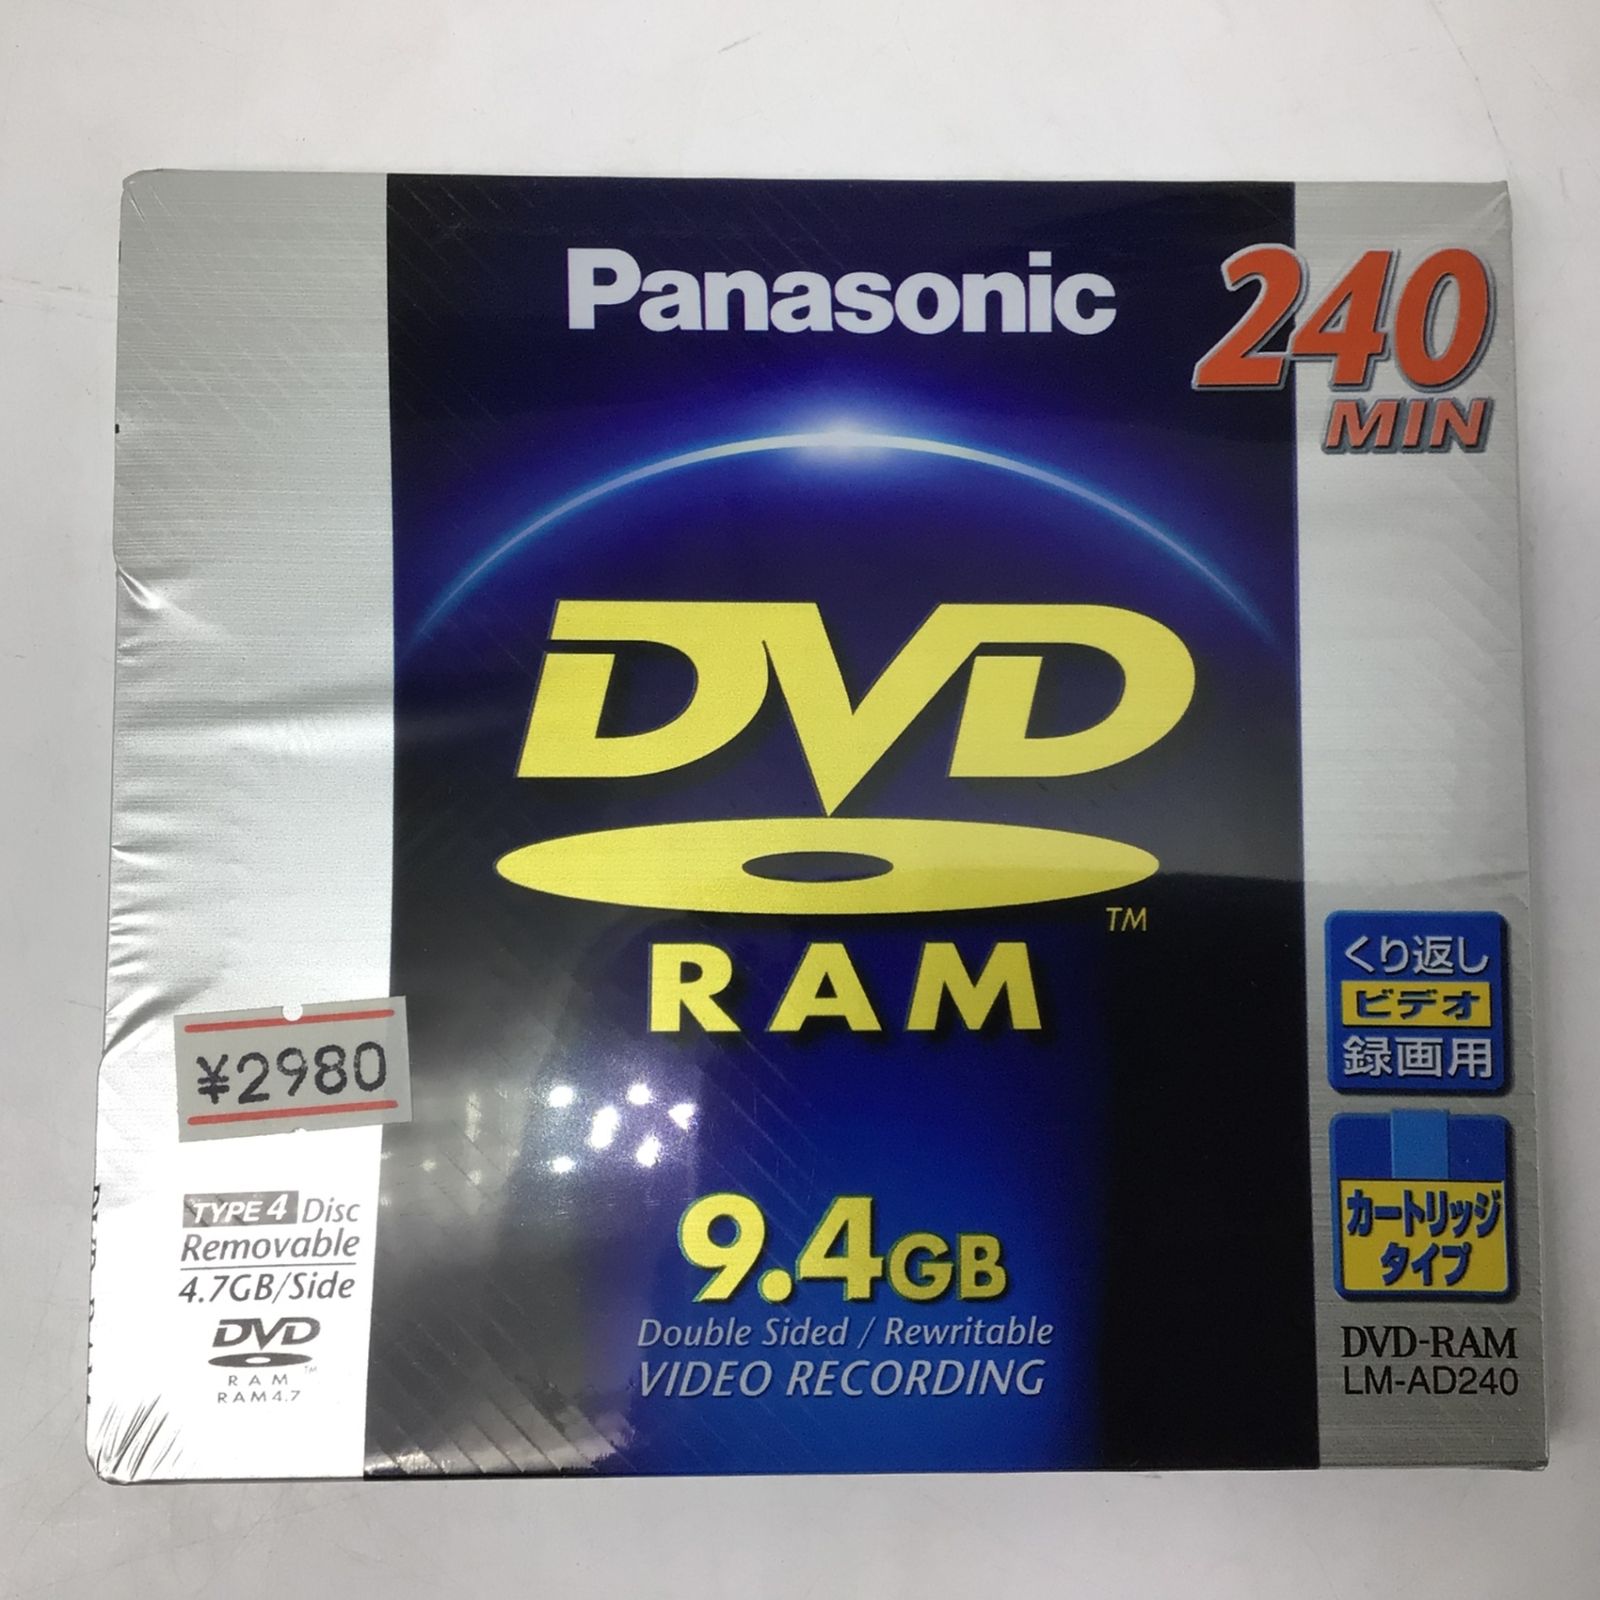 Panasonic
240
MIN
DVD
TM
RAM
くり返し
ビデオ
録画用
¥2980
カートリッジ
タイプ
TYPE 4 Disc
Removable
4.7GB/Side
DVD
TM
RAM
RAM4.7
9.4GB
Double Sided / Rewritable
VIDEO RECORDING
DVD-RAM
LM-AD240